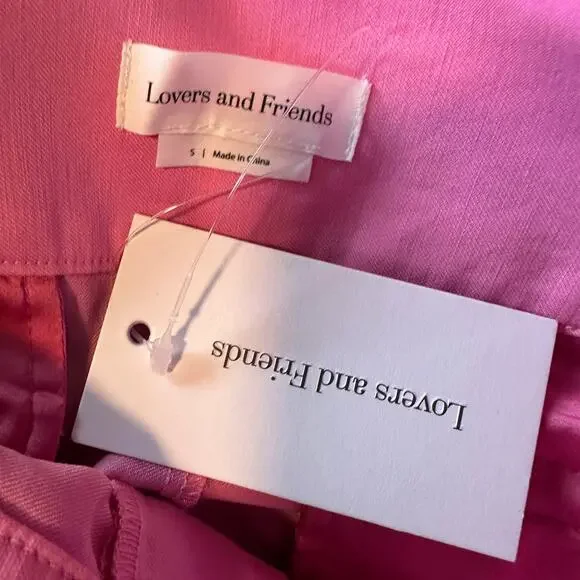 Lovers and Friends
S | Made in China
Lovers and Friends